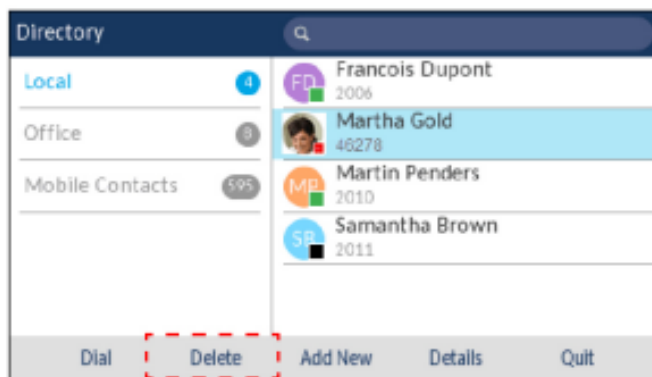 Directory
Local 4
Office 8
Mobile Contacts 595
FD Francois Dupont
2006
Martha Gold
46278
MP Martin Penders
2010
SB Samantha Brown
2011
Dial Delete Add New Details Quit